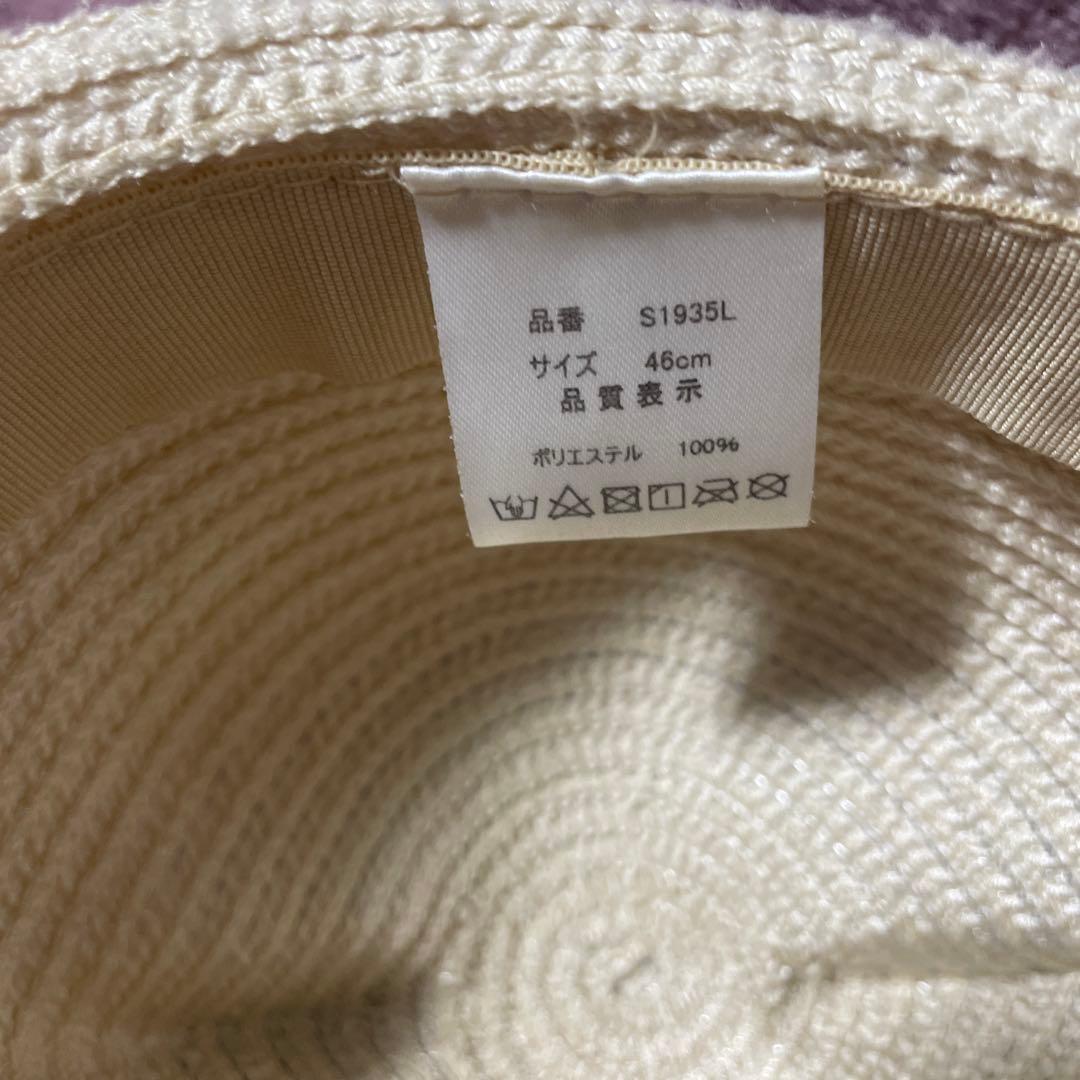 品番 S1935L
サイズ 46cm
品質表示
ポリエステル 100%